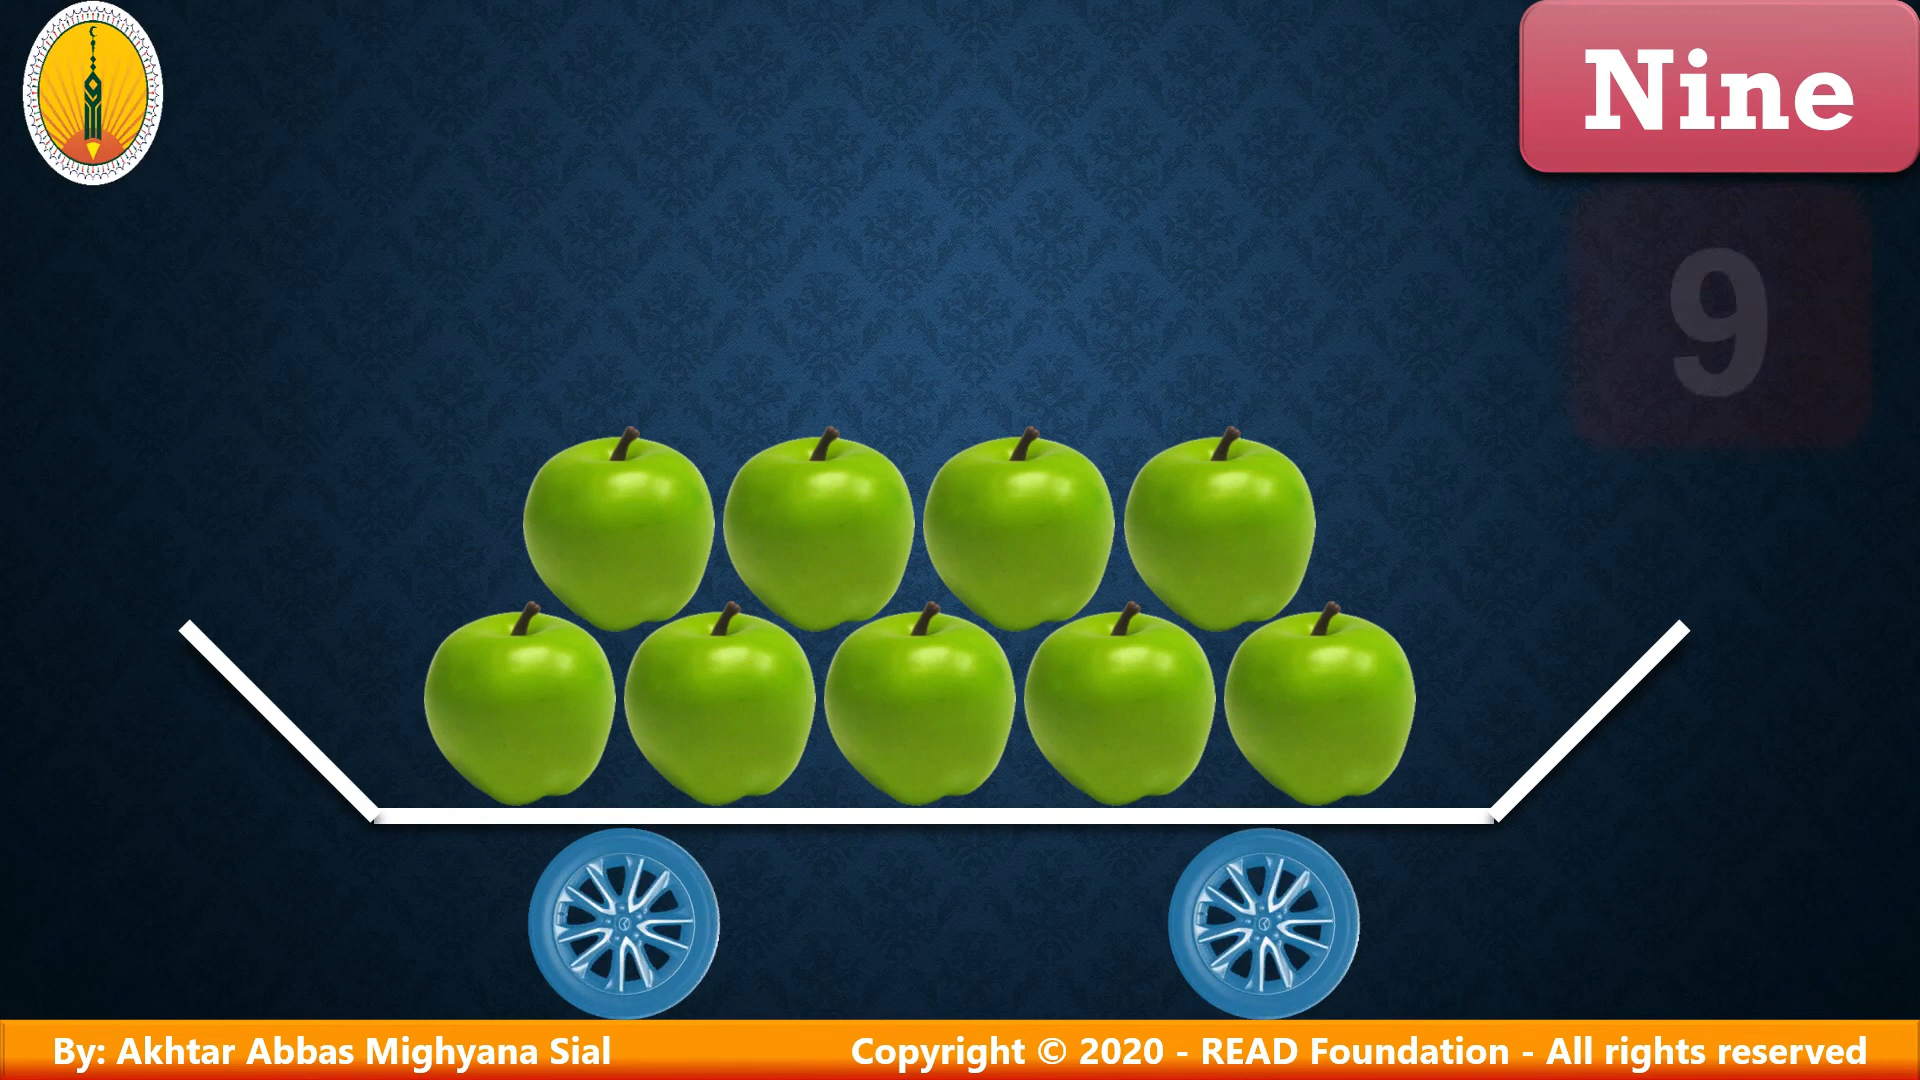 Nine
9
By: Akhtar Abbas Mighyana Sial
Copyright © 2020 - READ Foundation - All rights reserved